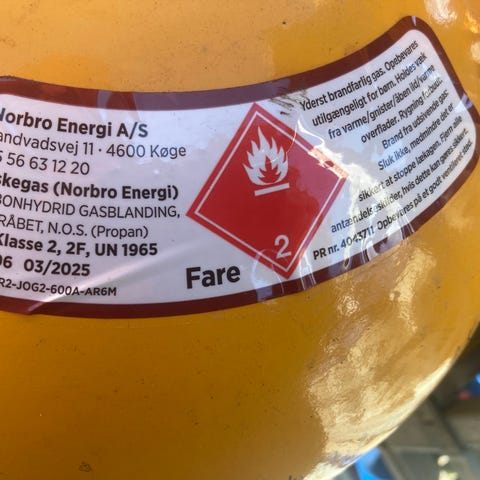 Norbro Energi A/S
andvadsvej 11 · 4600 Køge
5 56 63 12 20
skegas (Norbro Energi)
BONHYDRID GASBLANDING,
RÅBET, N.O.S. (Propan)
Klasse 2, 2F, UN 1965
06 03/2025
R2-JOG2-600A-AR6M
2
Fare
Yderst brandfarlig gas. Opebevares
utilgængeligt for børn. Holdes væk
fra varme/gnister/åben ild/varme
overflader. Rygning forbudt.
Brand fra udsivende gas:
Sluk ikke, medmindre det er
sikkert at stoppe lækagen. Fjern alle
antændelseskilder, hvis dette kan gøres sikkert.
PR nr. 4043711. Opbevares på et godt ventileret sted.